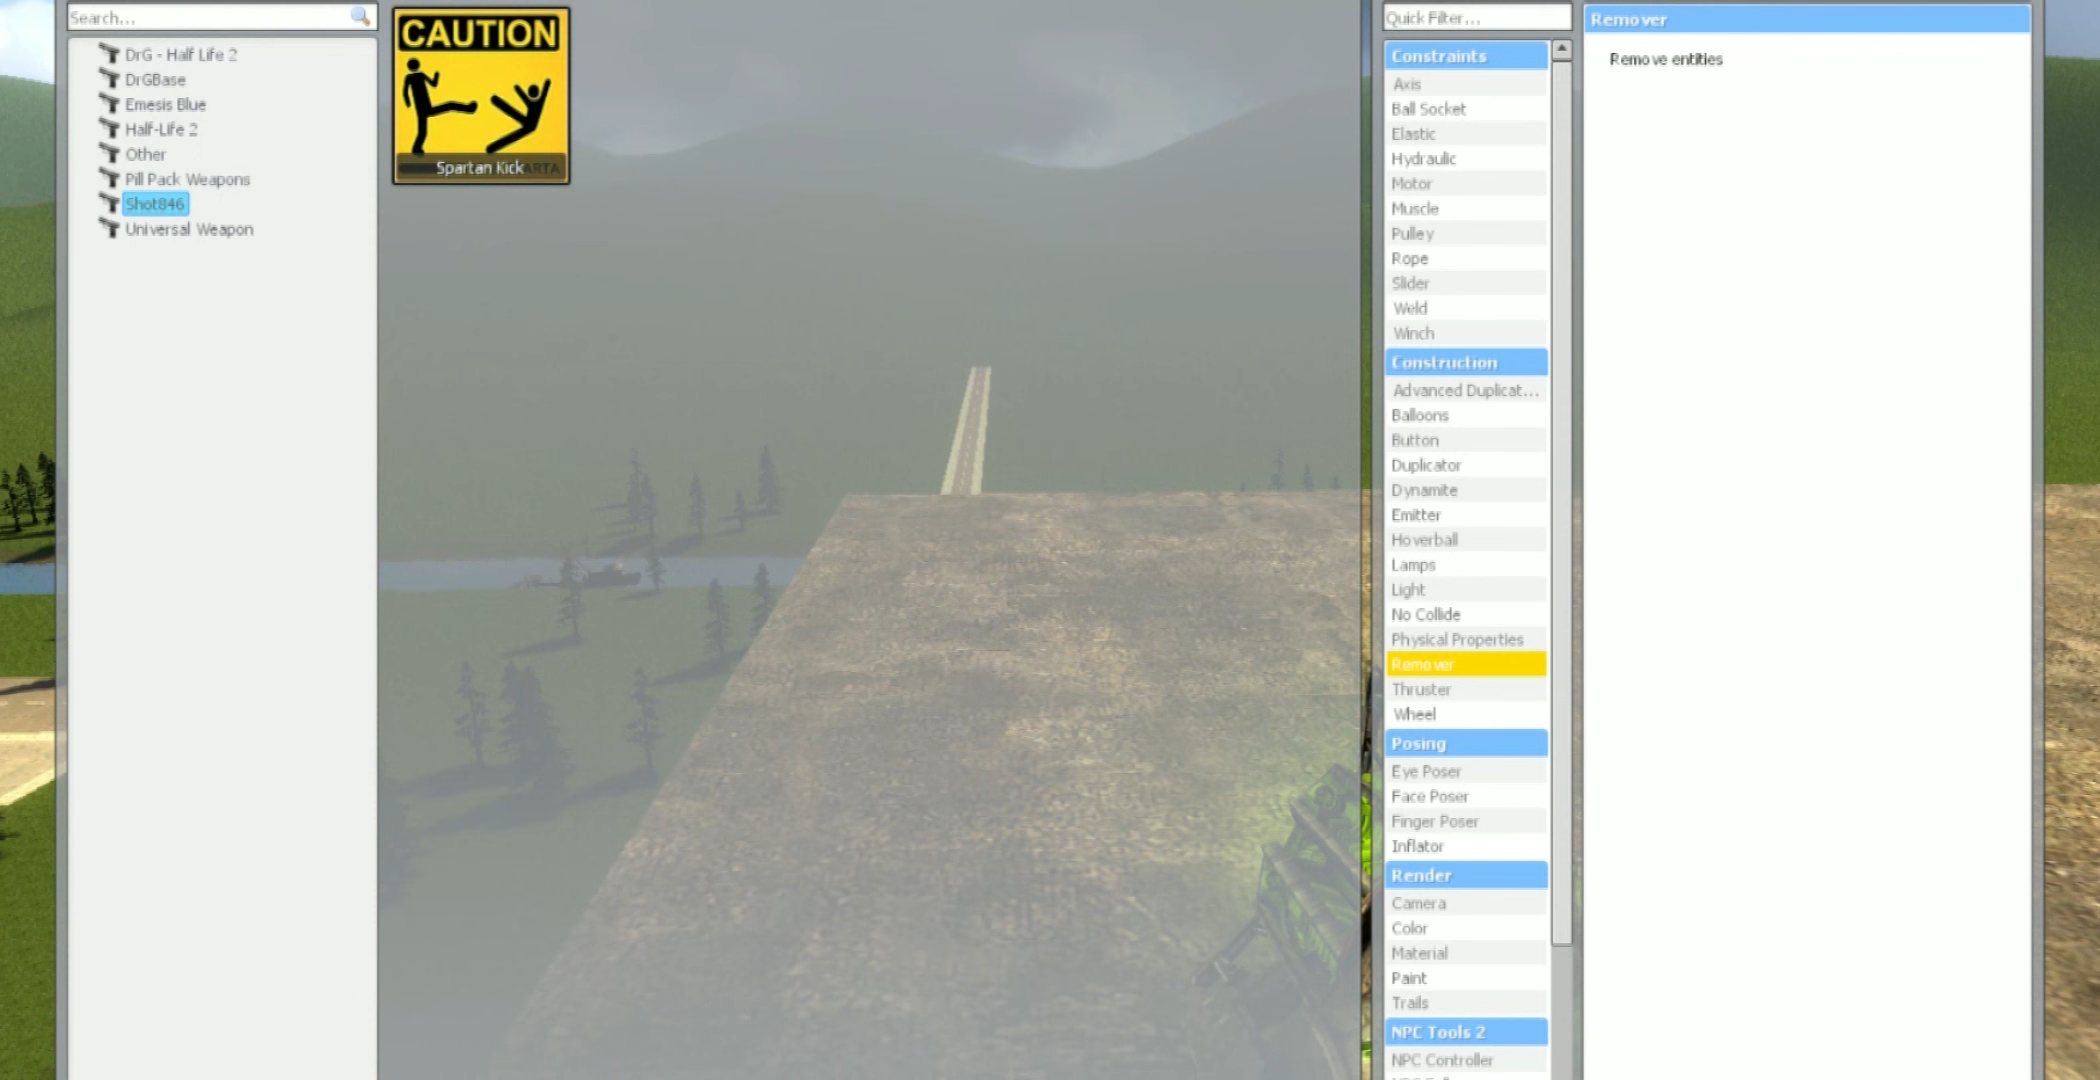 Search...
DrG - Half Life 2
DrGBase
Emesis Blue
Half-Life 2
Other
Pill Pack Weapons
Shot846
Universal Weapon
CAUTION
Spartan Kick
Quick Filter...
Constraints
Axis
Ball Socket
Elastic
Hydraulic
Motor
Muscle
Pulley
Rope
Slider
Weld
Winch
Construction
Advanced Duplicat...
Balloons
Button
Duplicator
Dynamite
Emitter
Hoverball
Lamps
Light
No Collide
Physical Properties
Remover
Thruster
Wheel
Posing
Eye Poser
Face Poser
Finger Poser
Inflator
Render
Camera
Color
Material
Paint
Trails
NPC Tools 2
NPC Controller
Remover
Remove entities